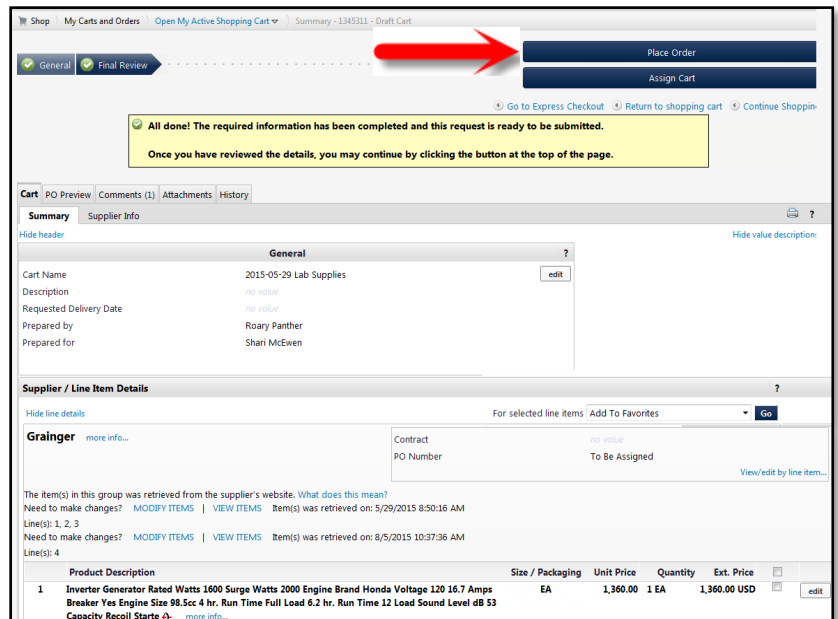 Shop My Carts and Orders Open My Active Shopping Cart Summary - 1345311 - Draft Cart
Place Order
General Final Review
Assign Cart
Go to Express Checkout Return to shopping cart Continue Shoppin
All done! The required information has been completed and this request is ready to be submitted.
Once you have reviewed the details, you may continue by clicking the button at the top of the page.
Cart PO Preview Comments (1) Attachments History
Summary Supplier Info ?
Hide header Hide value descriptions
General ?
Cart Name 2015-05-29 Lab Supplies edit
Description no value
Requested Delivery Date no value
Prepared by Roary Panther
Prepared for Shari McEwen
Supplier / Line Item Details ?
Hide line details For selected line items Add To Favorites Go
Grainger more info...
Contract no value
PO Number To Be Assigned
View/edit by line item...
The item(s) in this group was retrieved from the supplier's website. What does this mean?
Need to make changes? MODIFY ITEMS | VIEW ITEMS Item(s) was retrieved on: 5/29/2015 8:50:16 AM
Line(s): 1, 2, 3
Need to make changes? MODIFY ITEMS | VIEW ITEMS Item(s) was retrieved on: 8/5/2015 10:37:36 AM
Line(s): 4
Product Description Size / Packaging Unit Price Quantity Ext. Price
1 Inverter Generator Rated Watts 1600 Surge Watts 2000 Engine Brand Honda Voltage 120 16.7 Amps EA 1,360.00 1 EA 1,360.00 USD edit
Breaker Yes Engine Size 98.5cc 4 hr. Run Time Full Load 6.2 hr. Run Time 12 Load Sound Level dB 53
Capacity Recoil Starte more info...